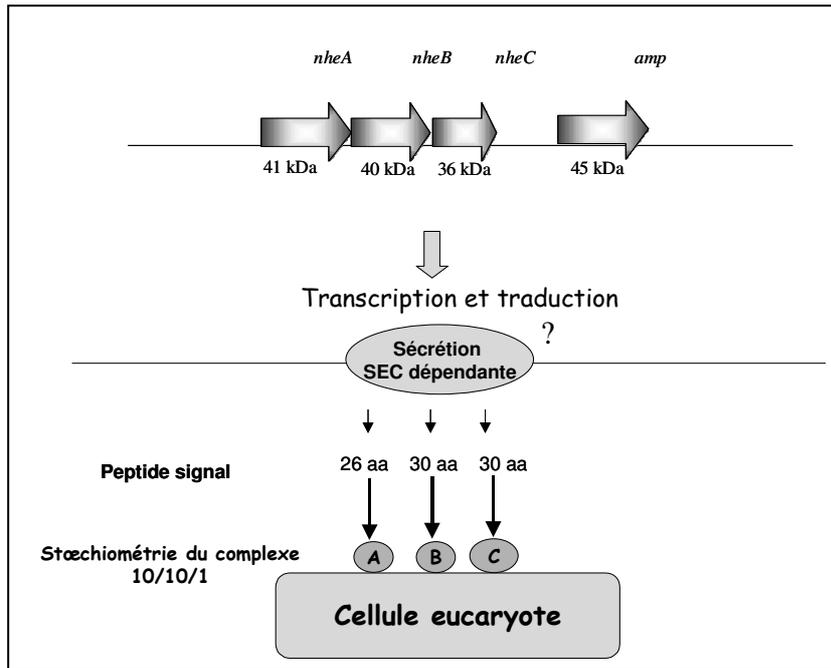 nheA nheB nheC amp
41 kDa 40 kDa 36 kDa 45 kDa
Transcription et traduction
?
Sécrétion
SEC dépendante
Peptide signal
26 aa 30 aa 30 aa
Stœchiométrie du complexe
10/10/1
A B C
Cellule eucaryote